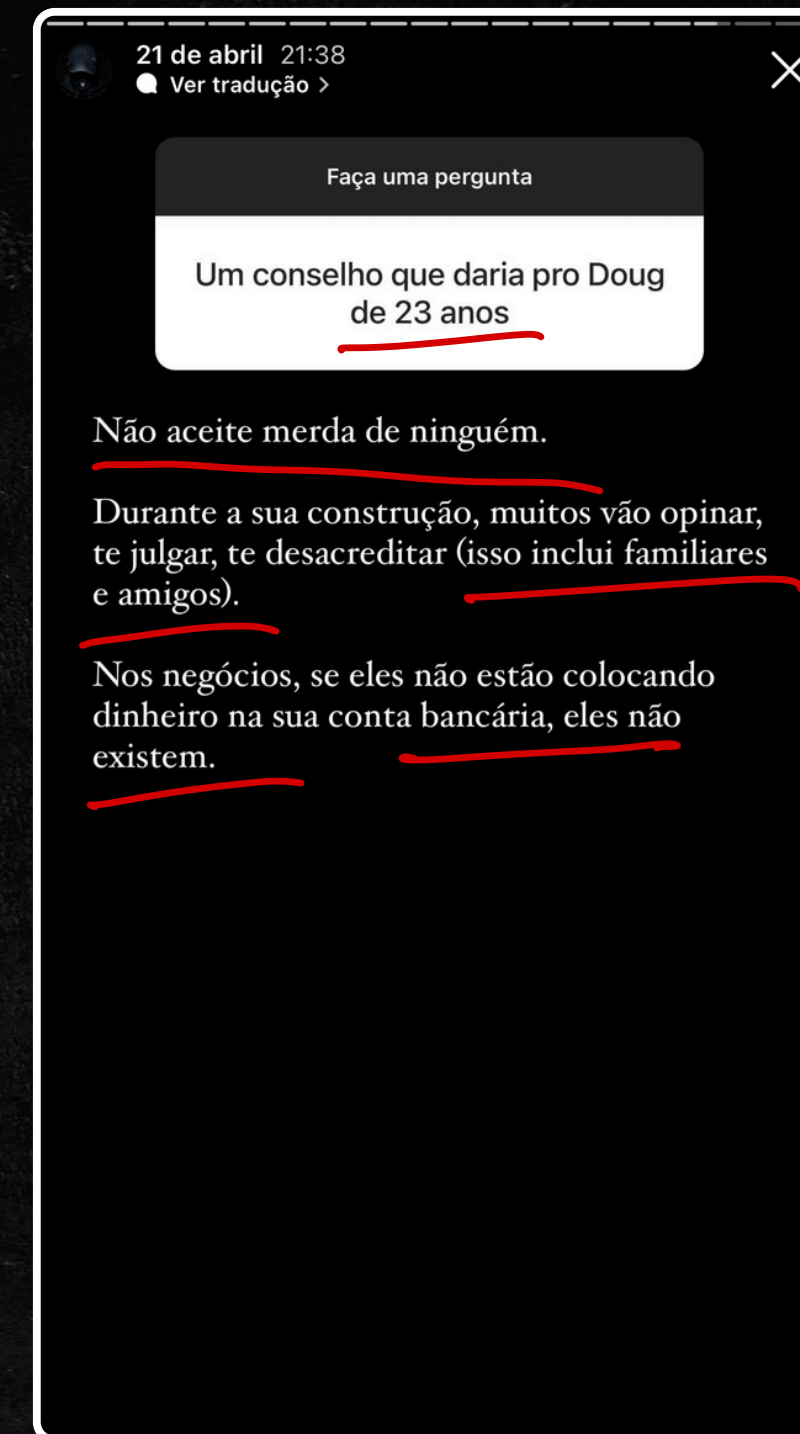 21 de abril 21:38
Ver tradução >
Faça uma pergunta
Um conselho que daria pro Doug
de 23 anos
Não aceite merda de ninguém.
Durante a sua construção, muitos vão opinar,
te julgar, te desacreditar (isso inclui familiares
e amigos).
Nos negócios, se eles não estão colocando
dinheiro na sua conta bancária, eles não
existem.